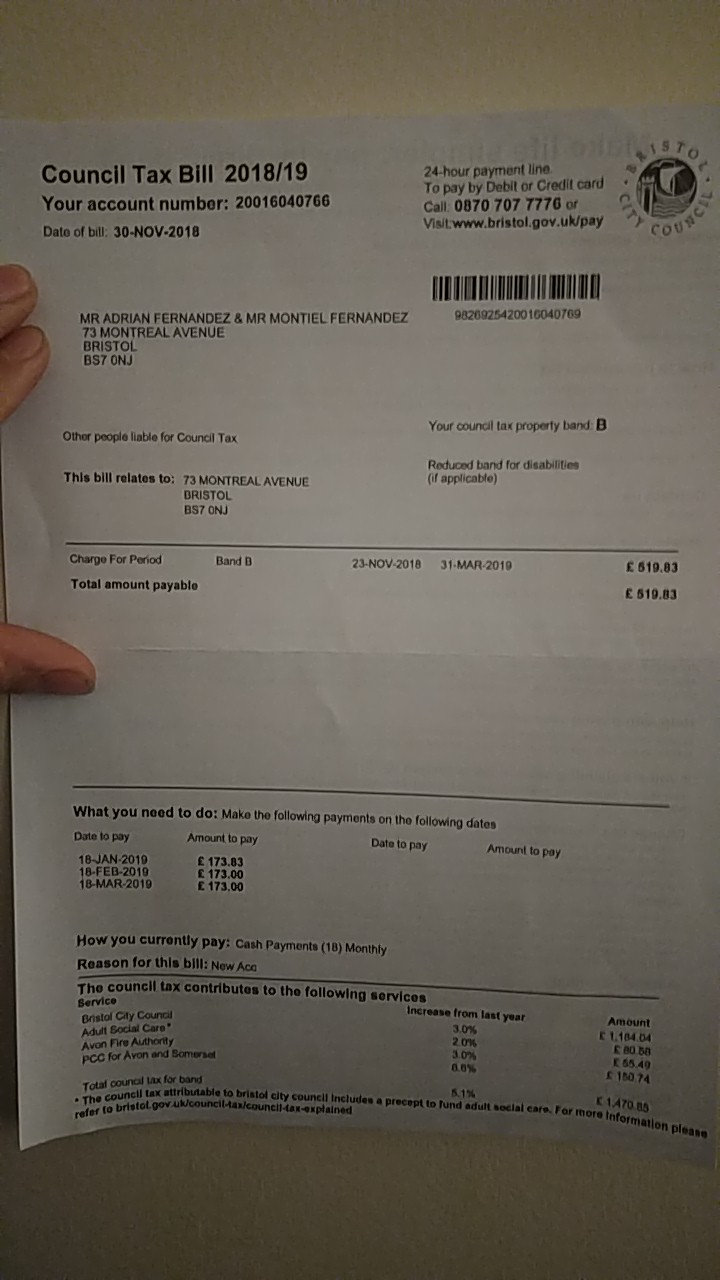 Council Tax Bill 2018/19
Your account number: 20016040766
Date of bill: 30-NOV-2018
24-hour payment line.
To pay by Debit or Credit card
Call: 0870 707 7776 or
Visit:www.bristol.gov.uk/pay
BRISTOL CITY COUNCIL
9826925420016040769
MR ADRIAN FERNANDEZ & MR MONTIEL FERNANDEZ
73 MONTREAL AVENUE
BRISTOL
BS7 0NJ
Your council tax property band: B
Other people liable for Council Tax
Reduced band for disabilities
(if applicable)
This bill relates to: 73 MONTREAL AVENUE
BRISTOL
BS7 0NJ
Charge For Period Band B 23-NOV-2018 31-MAR-2019 £ 519.83
Total amount payable £ 519.83
What you need to do: Make the following payments on the following dates
Date to pay Amount to pay Date to pay Amount to pay
18-JAN-2019 £ 173.83
18-FEB-2019 £ 173.00
18-MAR-2019 £ 173.00
How you currently pay: Cash Payments (18) Monthly
Reason for this bill: New Acc
The council tax contributes to the following services
Service Increase from last year Amount
Bristol City Council 3.0% £ 1,184.04
Adult Social Care* 2.0% £
Avon Fire Authority 3.0% £
PCC for Avon and Somerset £
Total council tax for band 5.1% £ 1,470.85
* The council tax attributable to bristol city council includes a precept to fund adult social care. For more information please
refer to bristol.gov.uk/council-tax/council-tax-explained